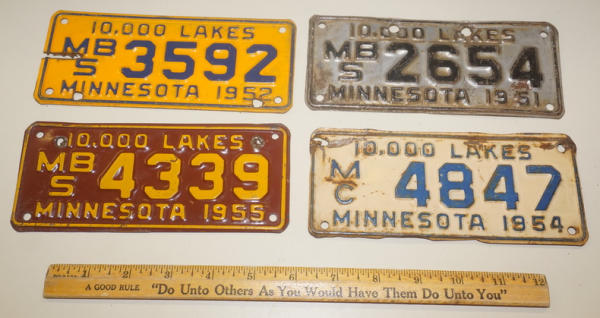 10,000 LAKES
MB
S 3592
MINNESOTA 1952
10,000 LAKES
MB
S 2654
MINNESOTA 1951
10,000 LAKES
MB
S 4339
MINNESOTA 1955
10,000 LAKES
M
C 4847
MINNESOTA 1954
1 2 3 4 5 6 7 8 9 10 11 12
A GOOD RULE "Do Unto Others As You Would Have Them Do Unto You"